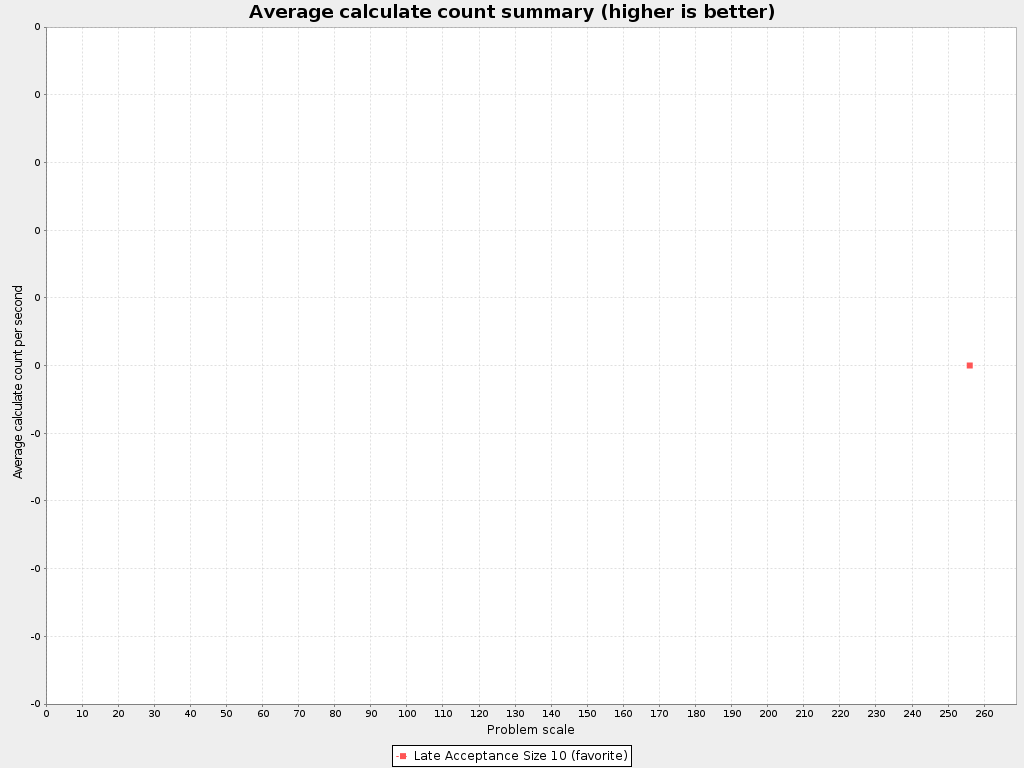 Average calculate count summary (higher is better)
Average calculate count per second
0
0
0
0
0
0
-0
-0
-0
-0
-0
0 10 20 30 40 50 60 70 80 90 100 110 120 130 140 150 160 170 180 190 200 210 220 230 240 250 260
Problem scale
Late Acceptance Size 10 (favorite)